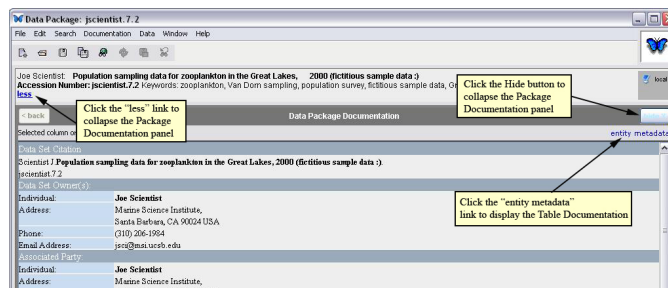 Data Package: jscientist.7.2
File Edit Search Documentation Data Window Help
Joe Scientist: Population sampling data for zooplankton in the Great Lakes, 2000 (fictitious sample data :)
Accession Number: jscientist.7.2 Keywords: zooplankton, Van Dorn sampling, population survey, fictitious sample data,
less
local
Click the "less" link to
collapse the Package
Documentation panel
Click the Hide button to
collapse the Package
Documentation panel
< back
Data Package Documentation
Selected column or
entity metadata
Data Set Citation
Scientist J.Population sampling data for zooplankton in the Great Lakes, 2000 (fictitious sample data :).
jscientist.7.2
Data Set Owner(s):
Individual: Joe Scientist
Address: Marine Science Institute,
Santa Barbara, CA 90024 USA
Phone: (310) 206-1984
Email Address: jsci@msi.ucsb.edu
Click the "entity metadata"
link to display the Table Documentation
Associated Party:
Individual: Joe Scientist
Address: Marine Science Institute,